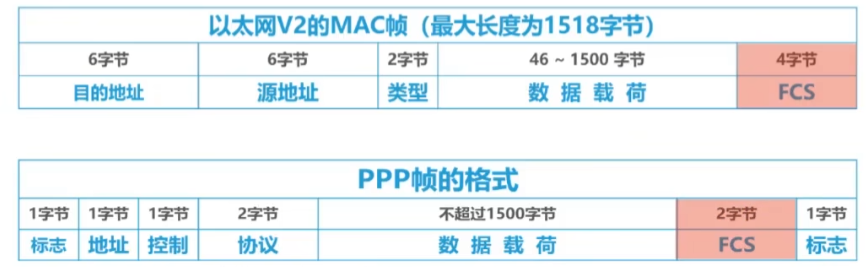 以太网V2的MAC帧（最大长度为1518字节）
6字节 6字节 2字节 46 ~ 1500 字节 4字节
目的地址 源地址 类型 数 据 载 荷 FCS
PPP帧的格式
1字节 1字节 1字节 2字节 不超过1500字节 2字节 1字节
标志 地址 控制 协议 数 据 载 荷 FCS 标志